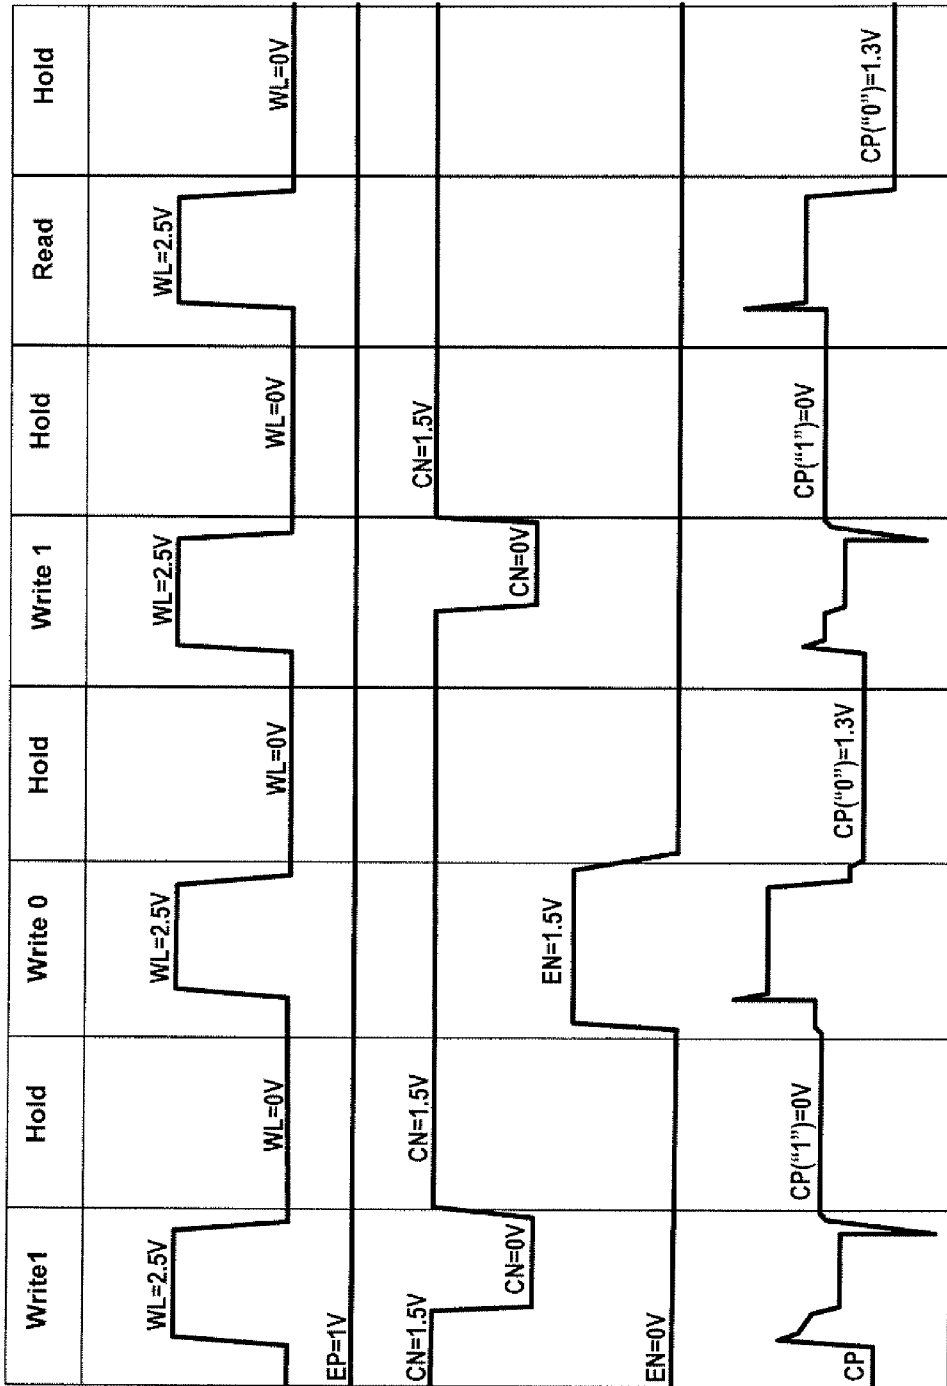 Write1 Hold Write 0 Hold Write 1 Hold Read Hold
WL=2.5V WL=0V WL=2.5V WL=0V WL=2.5V WL=0V WL=2.5V WL=0V
EP=1V
CN=1.5V CN=0V CN=1.5V CN=0V CN=1.5V
EN=0V EN=1.5V
CP CP(“1”)=0V CP(“0”)=1.3V CP(“1”)=0V CP(“0”)=1.3V